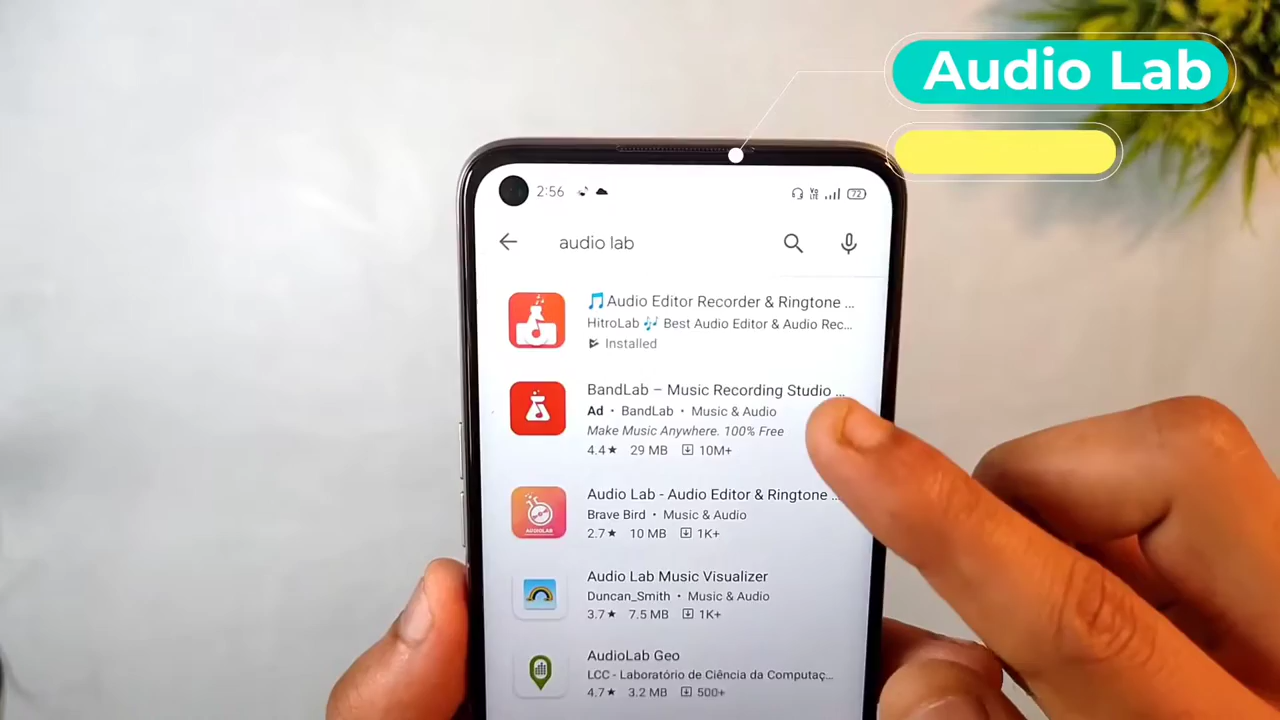 Audio Lab
2:56
72
audio lab
🎵Audio Editor Recorder & Ringtone ...
HitroLab 🎶 Best Audio Editor & Audio Rec...
Installed
BandLab – Music Recording Studio ...
Ad • BandLab • Music & Audio
Make Music Anywhere. 100% Free
4.4★ 29 MB 10M+
Audio Lab - Audio Editor & Ringtone ...
Brave Bird • Music & Audio
2.7★ 10 MB 1K+
AUDIOLAB
Audio Lab Music Visualizer
Duncan_Smith • Music & Audio
3.7★ 7.5 MB 1K+
AudioLab Geo
LCC - Laboratório de Ciência da Computaç...
4.7★ 3.2 MB 500+